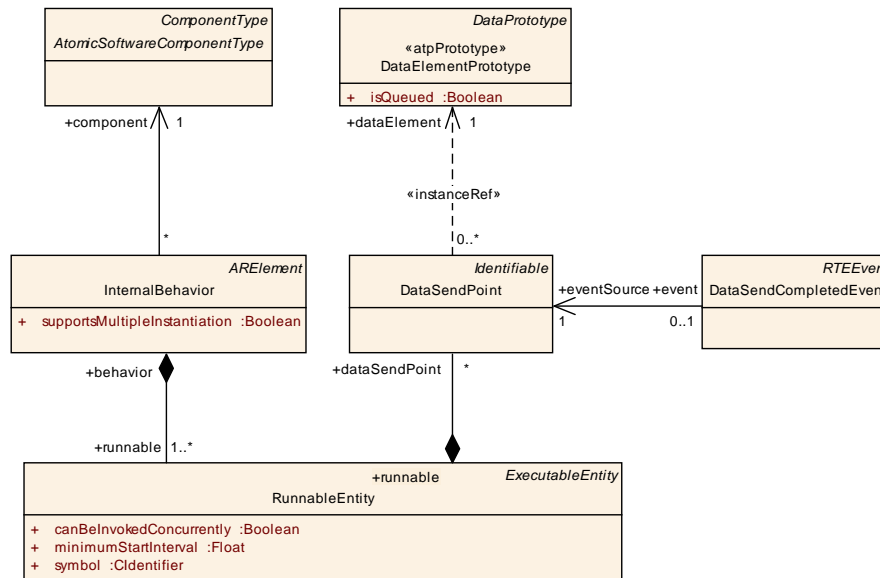 ComponentType
AtomicSoftwareComponentType
DataPrototype
«atpPrototype»
DataElementPrototype
+ isQueued :Boolean
+component 1
+dataElement 1
«instanceRef»
*
0..*
ARElement
InternalBehavior
+ supportsMultipleInstantiation :Boolean
Identifiable
DataSendPoint
+eventSource +event
1 0..1
RTEEven
DataSendCompletedEven
+behavior
+dataSendPoint *
+runnable 1..*
+runnable
ExecutableEntity
RunnableEntity
+ canBeInvokedConcurrently :Boolean
+ minimumStartInterval :Float
+ symbol :CIdentifier